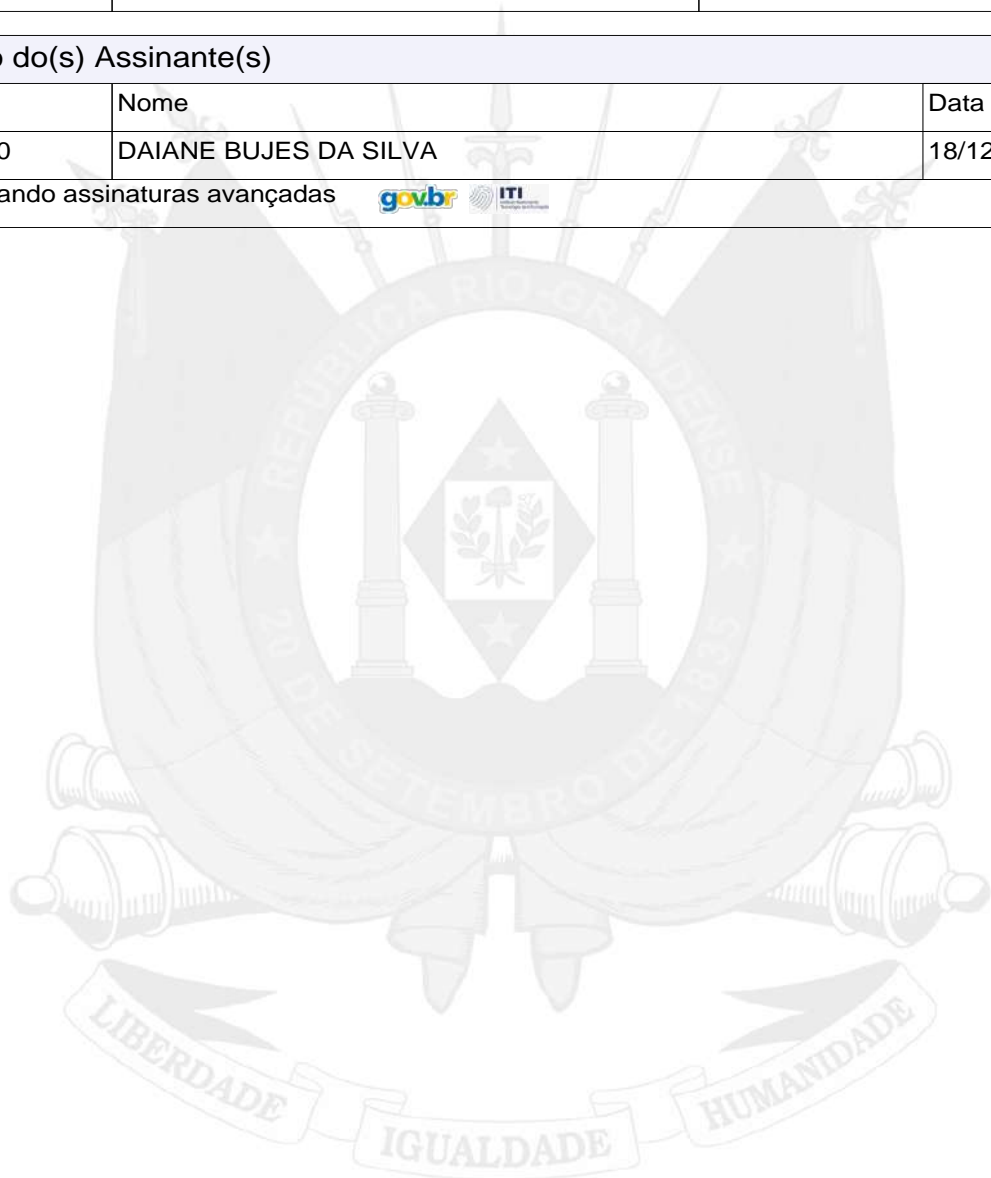 o do(s) Assinante(s)
Nome
Data
0
DAIANE BUJES DA SILVA
18/12
ando assinaturas avançadas
gov.br
ITI
REPÚBLICA RIO-GRANDENSE
20 DE SETEMBRO DE 1835
LIBERDADE
IGUALDADE
HUMANIDADE